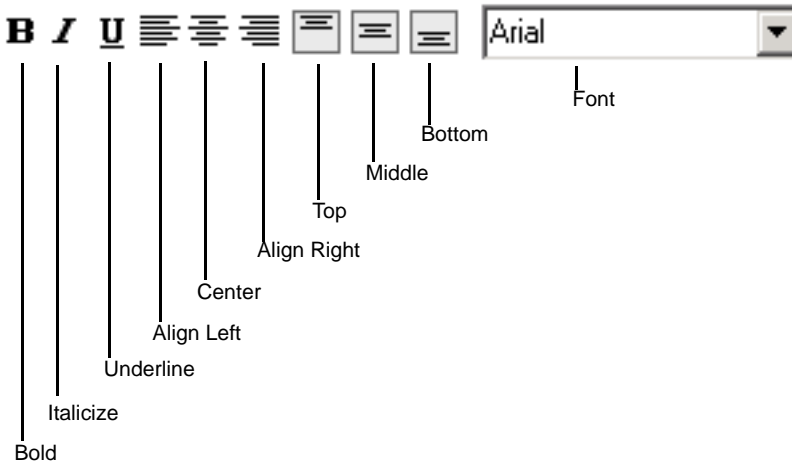 B I U Arial
Font
Bottom
Middle
Top
Align Right
Center
Align Left
Underline
Italicize
Bold